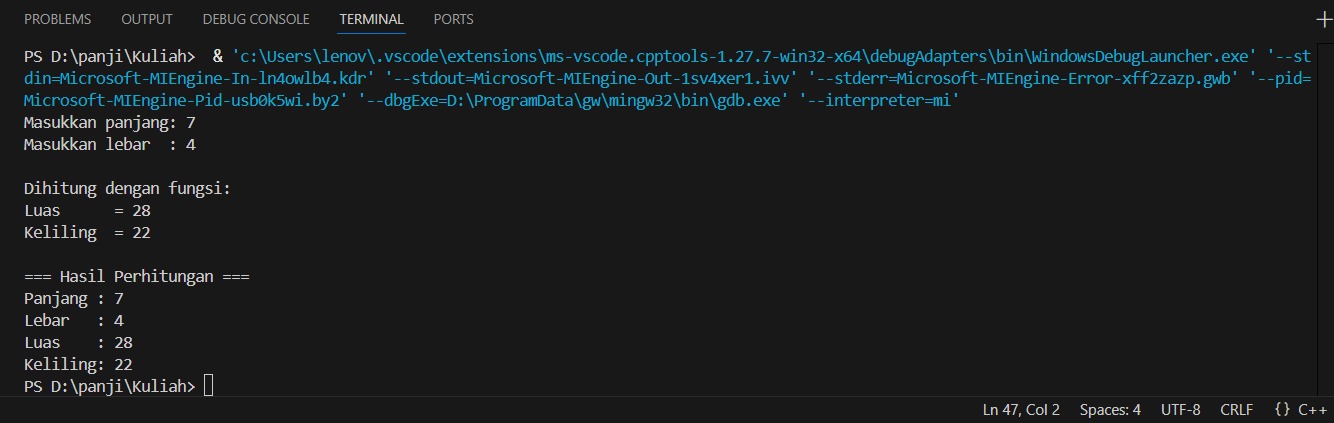 PROBLEMS OUTPUT DEBUG CONSOLE TERMINAL PORTS
PS D:\panji\Kuliah>  & 'c:\Users\lenov\.vscode\extensions\ms-vscode.cpptools-1.27.7-win32-x64\debugAdapters\bin\WindowsDebugLauncher.exe' '--st
din=Microsoft-MIEngine-In-ln4owlb4.kdr' '--stdout=Microsoft-MIEngine-Out-1sv4xer1.ivv' '--stderr=Microsoft-MIEngine-Error-xff2zazp.gwb' '--pid=
Microsoft-MIEngine-Pid-usb0k5wi.by2' '--dbgExe=D:\ProgramData\gw\mingw32\bin\gdb.exe' '--interpreter=mi'
Masukkan panjang: 7
Masukkan lebar  : 4
Dihitung dengan fungsi:
Luas      = 28
Keliling  = 22
=== Hasil Perhitungan ===
Panjang : 7
Lebar   : 4
Luas    : 28
Keliling: 22
PS D:\panji\Kuliah>
Ln 47, Col 2 Spaces: 4 UTF-8 CRLF {} C++